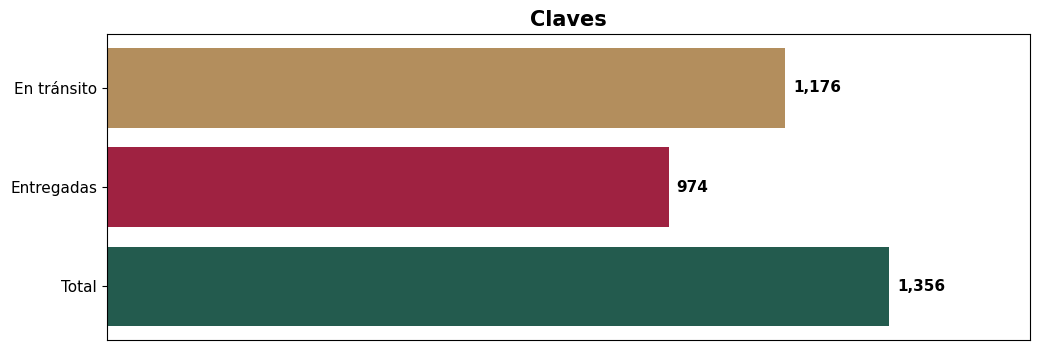 Claves
En tránsito 1,176
Entregadas 974
Total 1,356